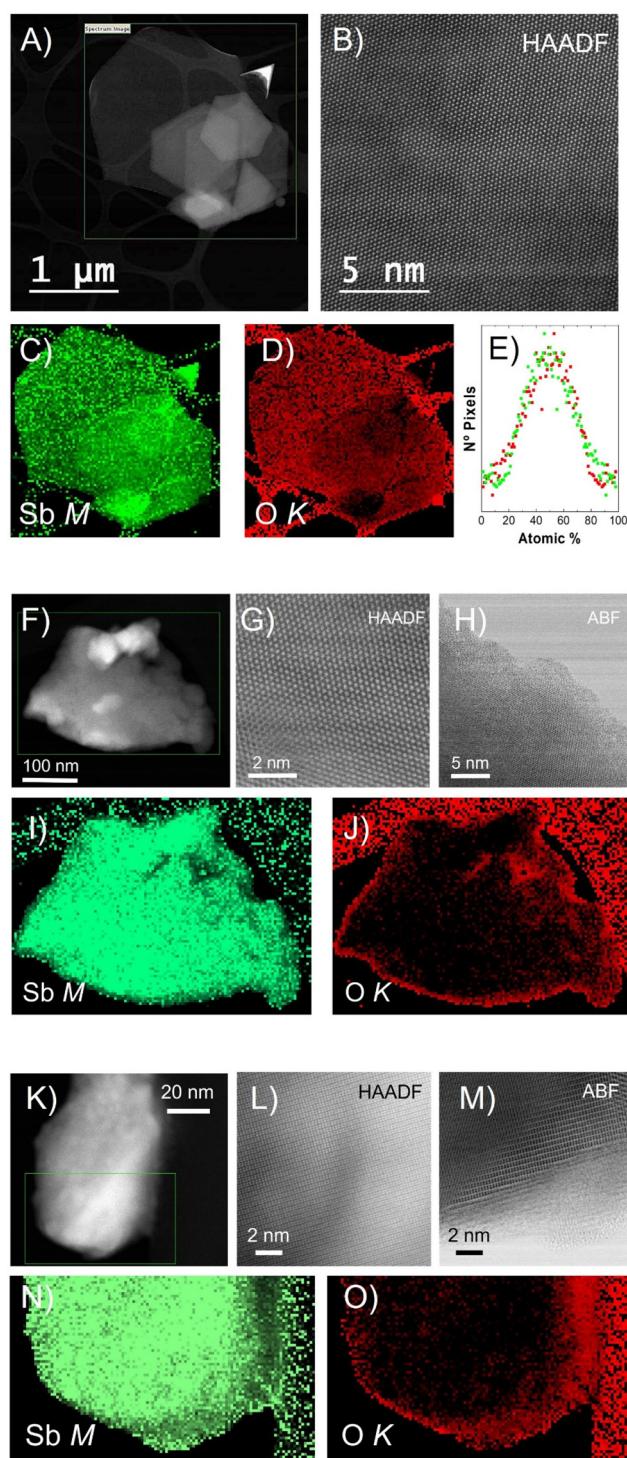 A)
Spectrum Image
1 μm
B)
HAADF
5 nm
C)
Sb M
D)
O K
E)
Nº Pixels
0 20 40 60 80 100
Atomic %
F)
100 nm
G)
HAADF
2 nm
H)
ABF
5 nm
I)
Sb M
J)
O K
K)
20 nm
L)
HAADF
2 nm
M)
ABF
2 nm
N)
Sb M
O)
O K